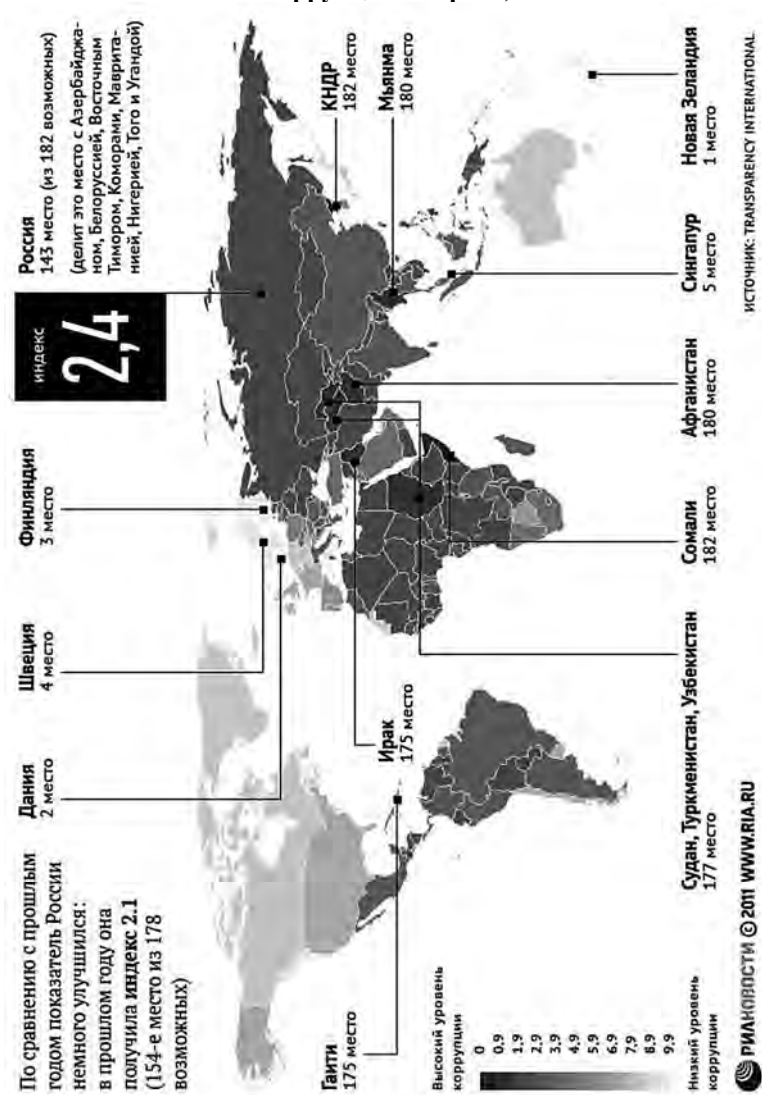 По сравнению с прошлым
годом показатель России
немного улучшился:
в прошлом году она
получила индекс 2.1
(154-е место из 178
возможных)
Дания
2 место
Швеция
4 место
Финляндия
3 место
индекс
2,4
Россия
143 место (из 182 возможных)
(делит это место с Азербайджа-
ном, Белоруссией, Восточным
Тимором, Коморами, Маврита-
нией, Нигерией, Того и Угандой)
КНДР
182 место
Мьянма
180 место
Гаити
175 место
Ирак
175 место
Высокий уровень
коррупции
0
0,9
1,9
2,9
3,9
4,9
5,9
6,9
7,9
8,9
9,9
Низкий уровень
коррупции
Судан, Туркменистан, Узбекистан
177 место
Сомали
182 место
Афганистан
180 место
Сингапур
5 место
Новая Зеландия
1 место
РИАНОВОСТИ © 2011 WWW.RIA.RU
ИСТОЧНИК: TRANSPARENCY INTERNATIONAL